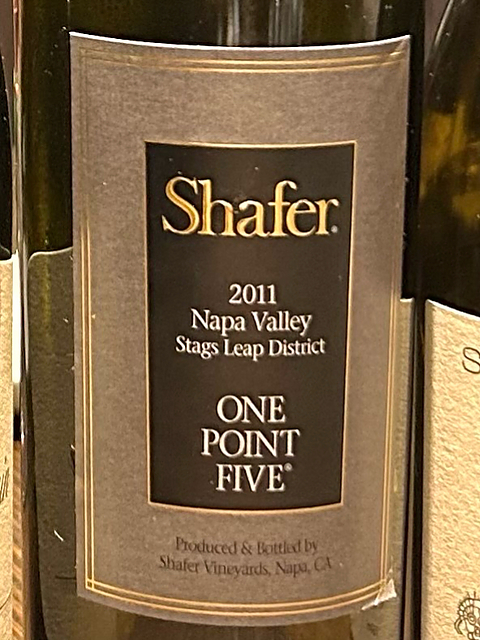 Shafer®
2011
Napa Valley
Stags Leap District
ONE
POINT
FIVE®
Produced & Bottled by
Shafer Vineyards, Napa, CA
S